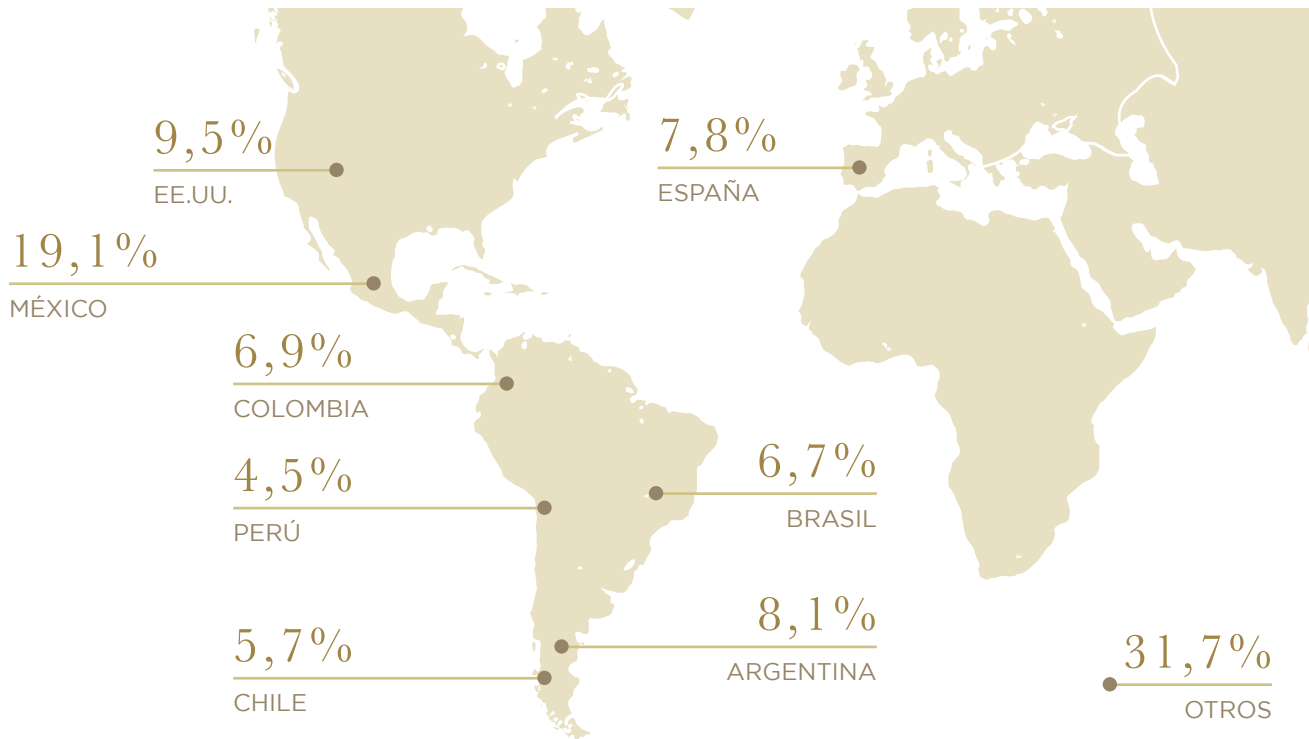 9,5%
EE.UU.
7,8%
ESPAÑA
19,1%
MÉXICO
6,9%
COLOMBIA
4,5%
PERÚ
6,7%
BRASIL
5,7%
CHILE
8,1%
ARGENTINA
31,7%
OTROS